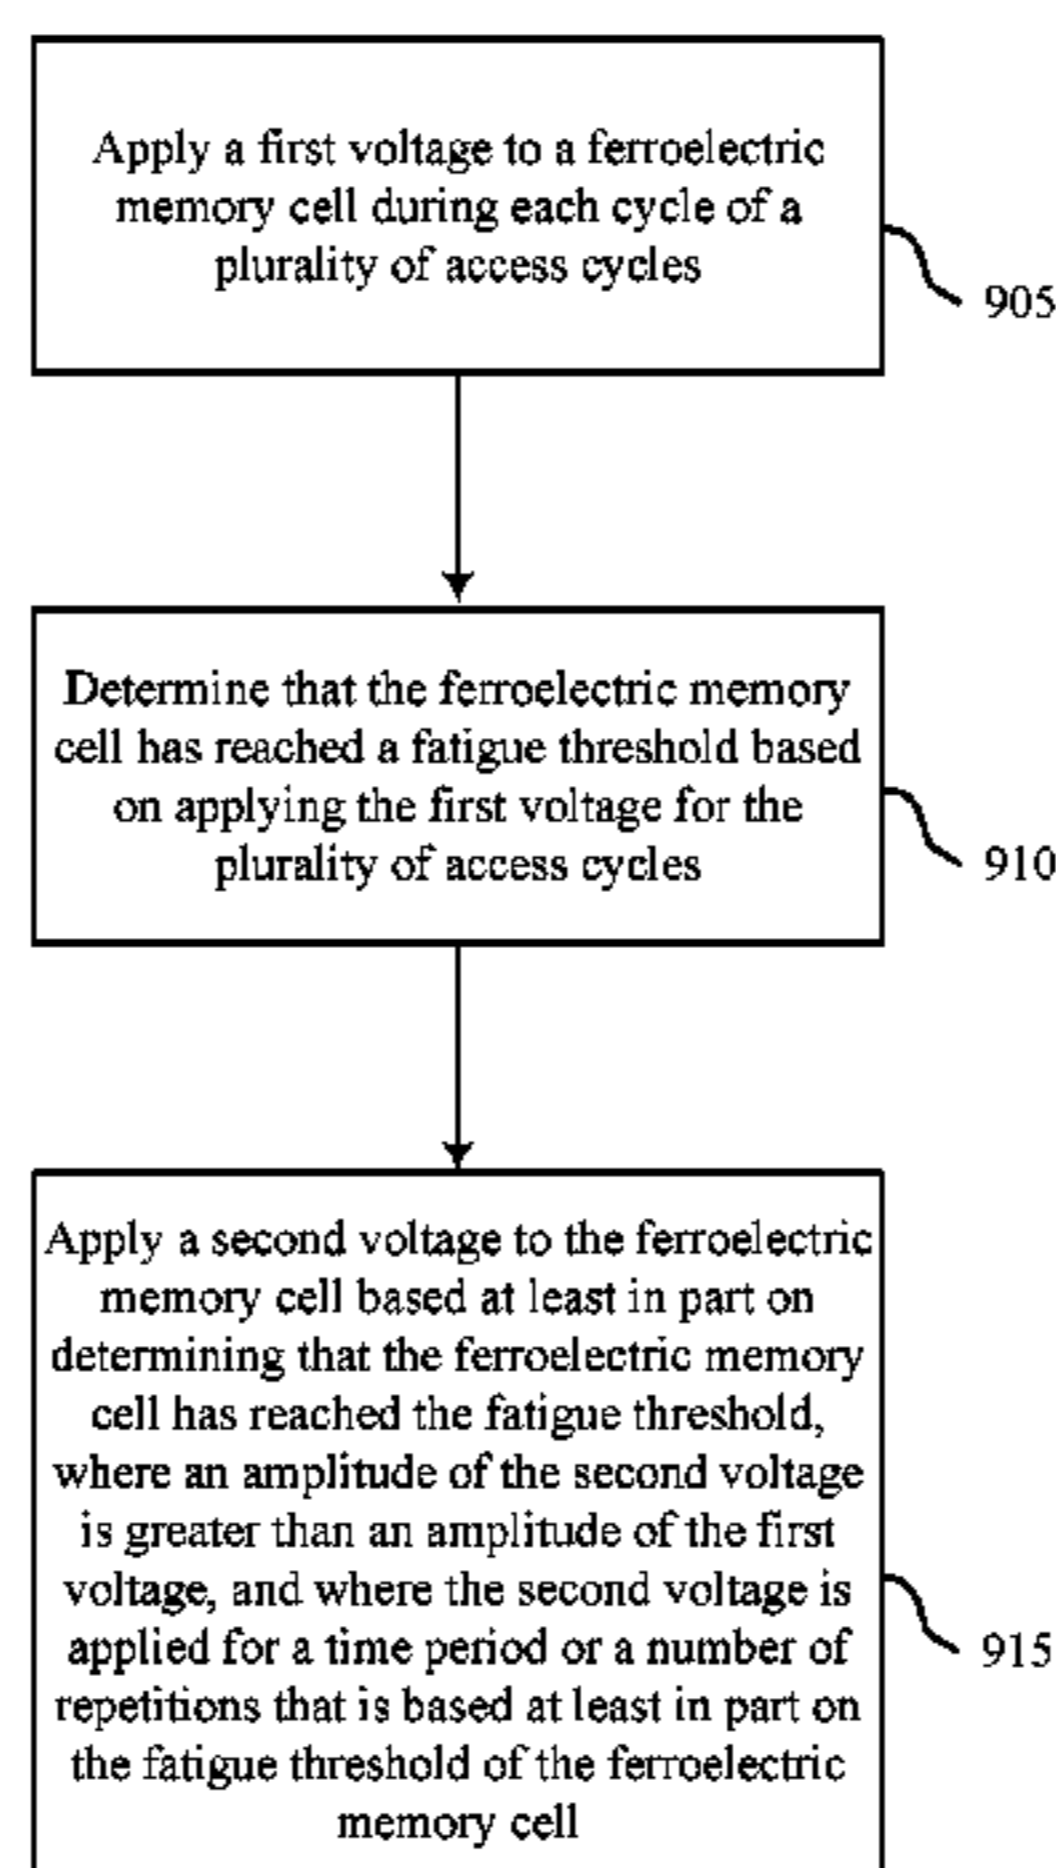 Apply a first voltage to a ferroelectric
memory cell during each cycle of a
plurality of access cycles
905
Determine that the ferroelectric memory
cell has reached a fatigue threshold based
on applying the first voltage for the
plurality of access cycles
910
Apply a second voltage to the ferroelectric
memory cell based at least in part on
determining that the ferroelectric memory
cell has reached the fatigue threshold,
where an amplitude of the second voltage
is greater than an amplitude of the first
voltage, and where the second voltage is
applied for a time period or a number of
repetitions that is based at least in part on
the fatigue threshold of the ferroelectric
memory cell
915